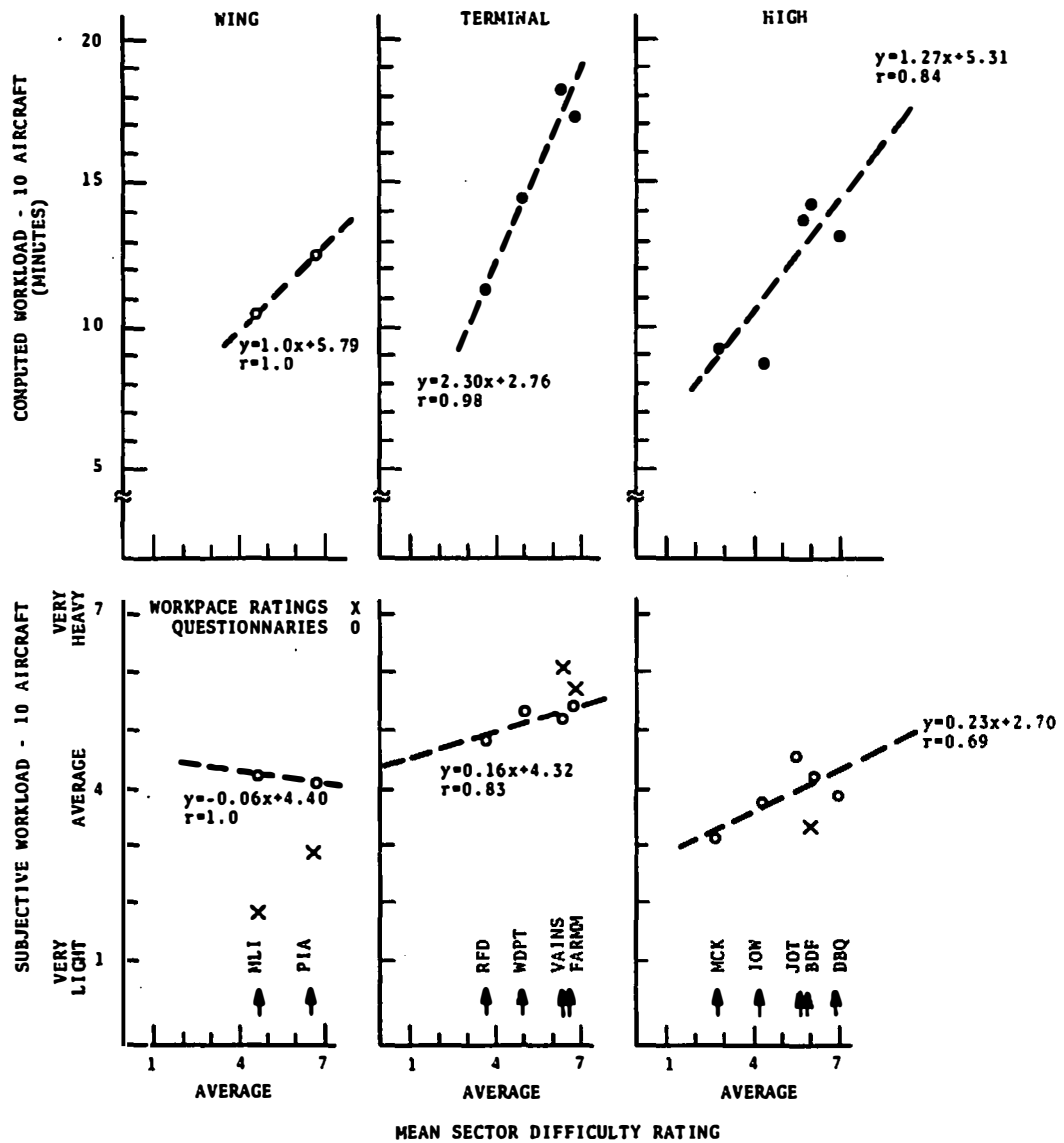 WING TERMINAL HIGH
COMPUTED WORKLOAD - 10 AIRCRAFT
(MINUTES)
20
15
10
5
y=1.0x+5.79
r=1.0
y=2.30x+2.76
r=0.98
y=1.27x+5.31
r=0.84
SUBJECTIVE WORKLOAD - 10 AIRCRAFT
VERY
HEAVY
AVERAGE
VERY
LIGHT
7
4
1
WORKPACE RATINGS X
QUESTIONNARIES O
y=-0.06x+4.40
r=1.0
MLI PIA
y=0.16x+4.32
r=0.83
RFD WDPT VAINS FARMM
y=0.23x+2.70
r=0.69
MCK IOW JOT BDF DBQ
1 4 7 1 4 7 1 4 7
AVERAGE AVERAGE AVERAGE
MEAN SECTOR DIFFICULTY RATING